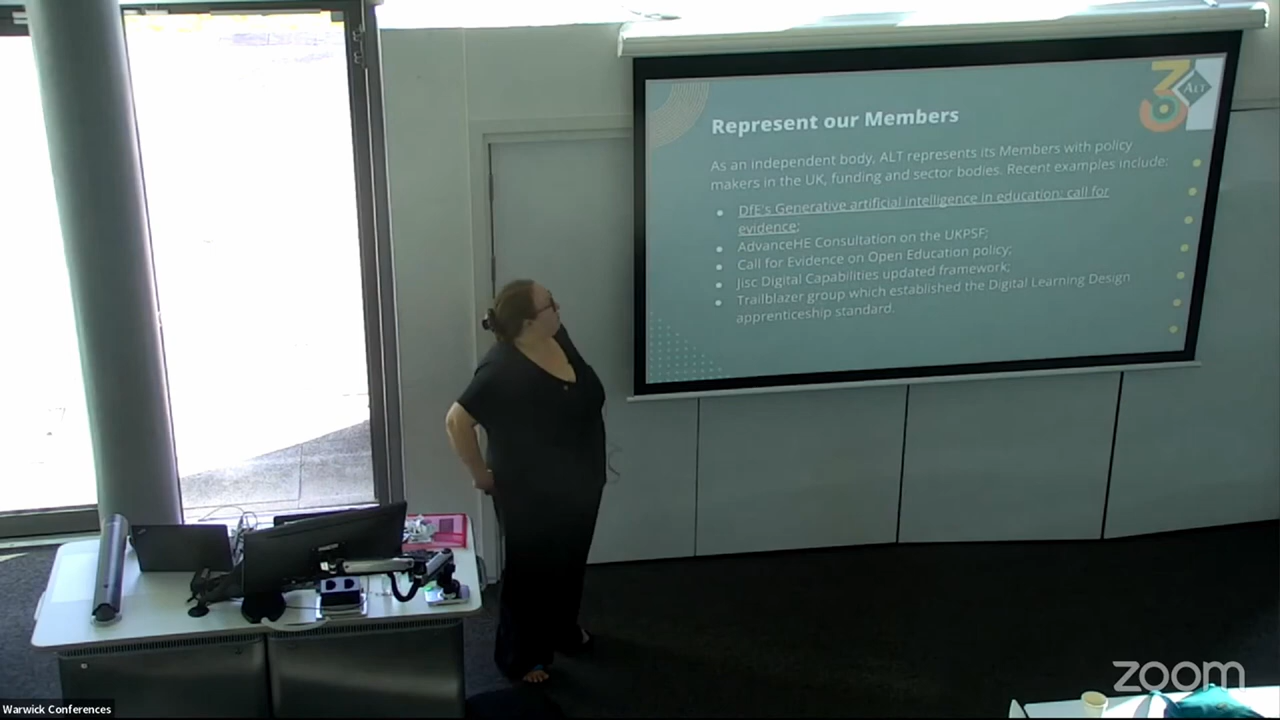 Represent our Members
3
ALT
As an independent body, ALT represents its Members with policy
makers in the UK, funding and sector bodies. Recent examples include:
• DfE's Generative artificial intelligence in education: call for
evidence;
• AdvanceHE Consultation on the UKPSF;
• Call for Evidence on Open Education policy;
• Jisc Digital Capabilities updated framework;
• Trailblazer group which established the Digital Learning Design
apprenticeship standard.
zoom
Warwick Conferences